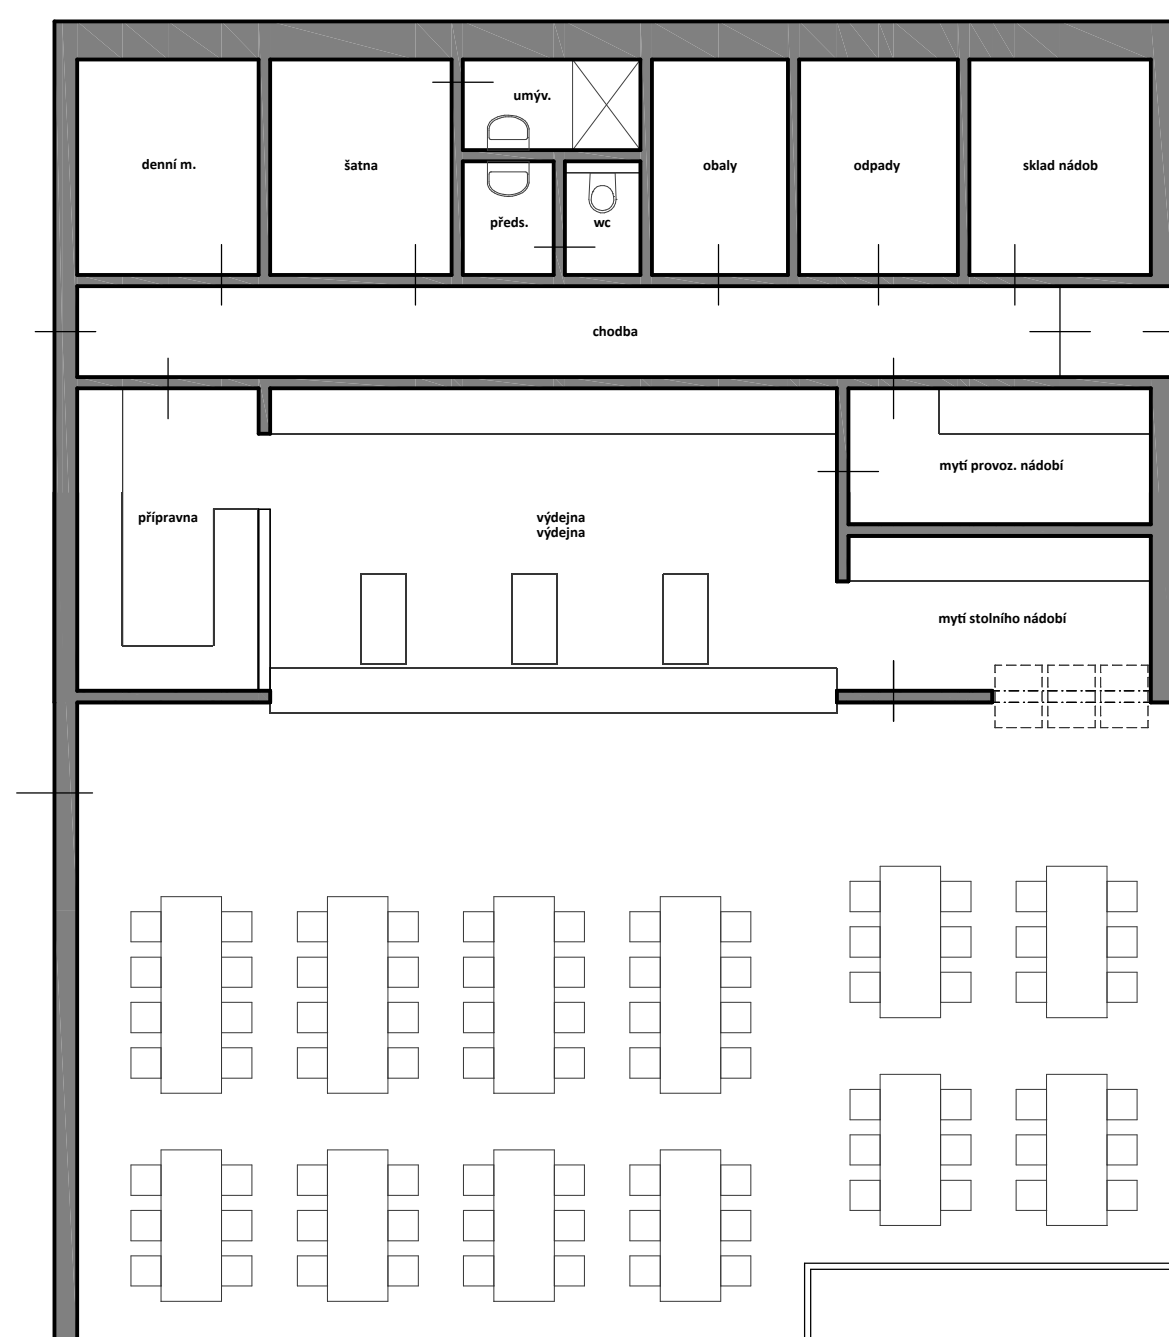 umýv.
denní m.
šatna
obaly
odpady
sklad nádob
předs.
wc
chodba
mytí provoz. nádobí
přípravna
výdejna
výdejna
mytí stolního nádobí